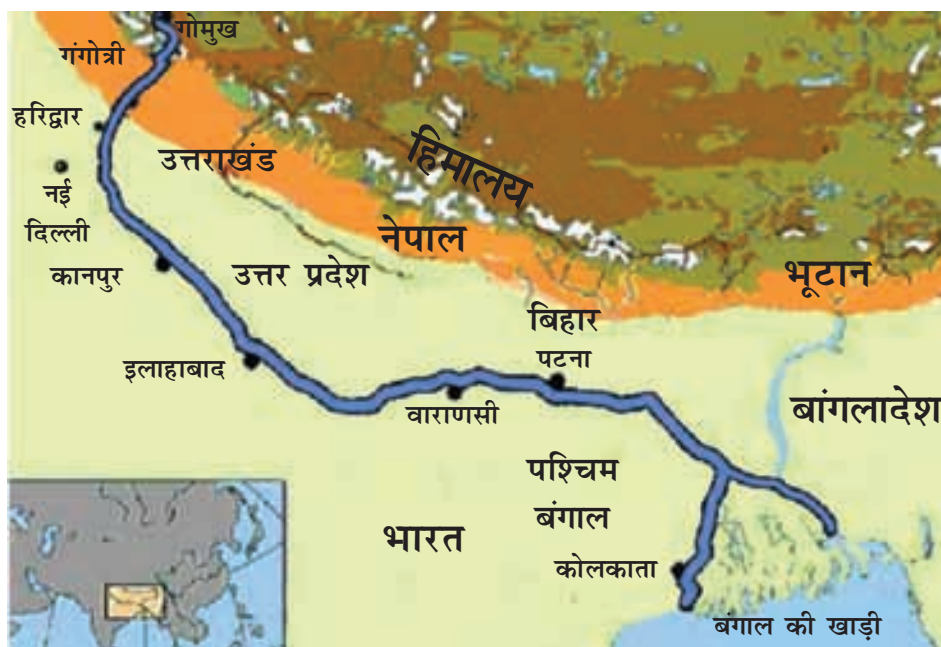 गोमुख
गंगोत्री
हरिद्वार
उत्तराखंड
हिमालय
नई
दिल्ली
नेपाल
कानपुर
उत्तर प्रदेश
भूटान
बिहार
पटना
इलाहाबाद
वाराणसी
बांगलादेश
पश्चिम
बंगाल
भारत
कोलकाता
बंगाल की खाड़ी